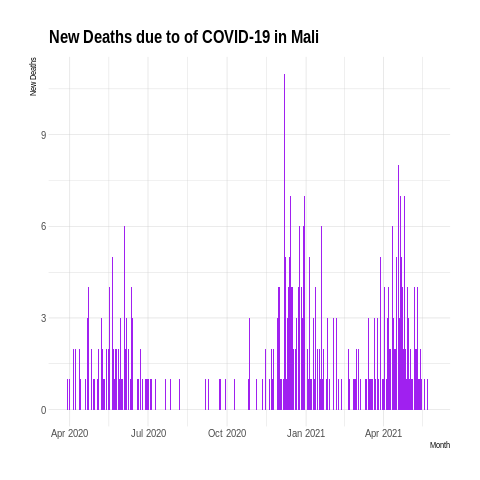 New Deaths due to of COVID-19 in Mali
New Deaths
9
6
3
0
Apr 2020 Jul 2020 Oct 2020 Jan 2021 Apr 2021
Month